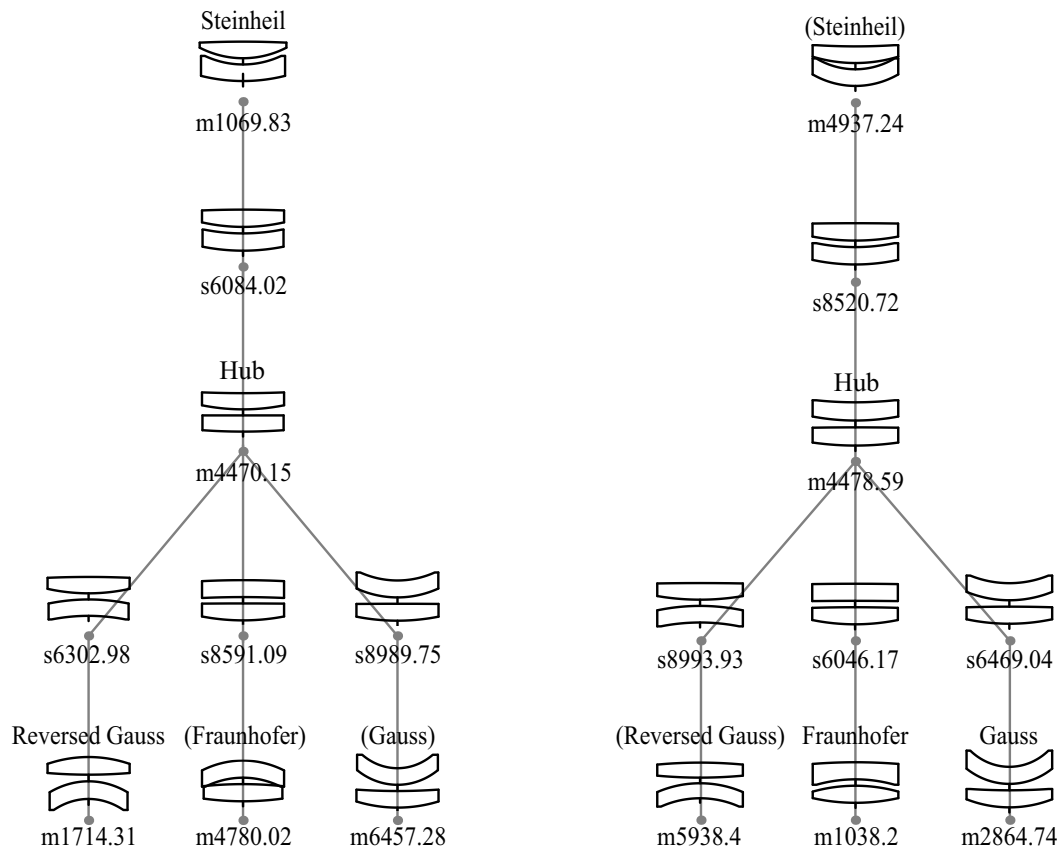 Steinheil
(Steinheil)
m1069.83
m4937.24
s6084.02
s8520.72
Hub
Hub
m4470.15
m4478.59
s6302.98
s8591.09
s8989.75
s8993.93
s6046.17
s6469.04
Reversed Gauss
(Fraunhofer)
(Gauss)
(Reversed Gauss)
Fraunhofer
Gauss
m1714.31
m4780.02
m6457.28
m5938.4
m1038.2
m2864.74